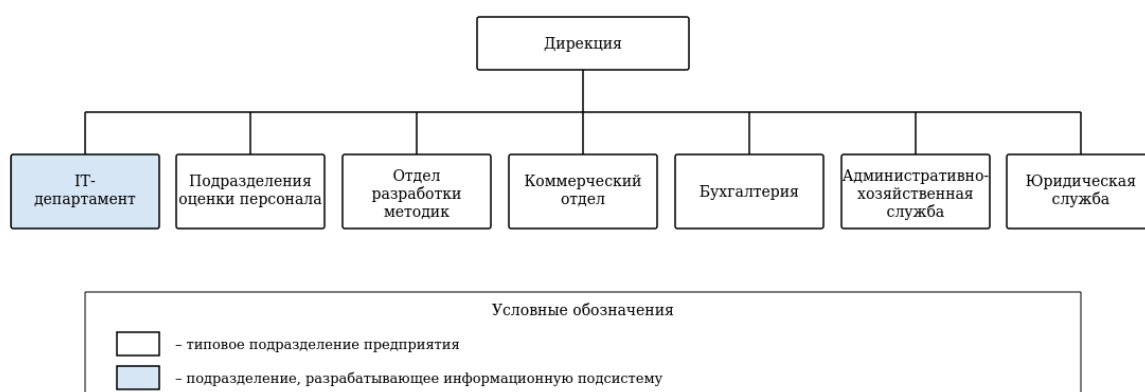 Дирекция
IT-
департамент
Подразделения
оценки персонала
Отдел
разработки
методик
Коммерческий
отдел
Бухгалтерия
Административно-
хозяйственная
служба
Юридическая
служба
Условные обозначения
– типовое подразделение предприятия
– подразделение, разрабатывающее информационную подсистему